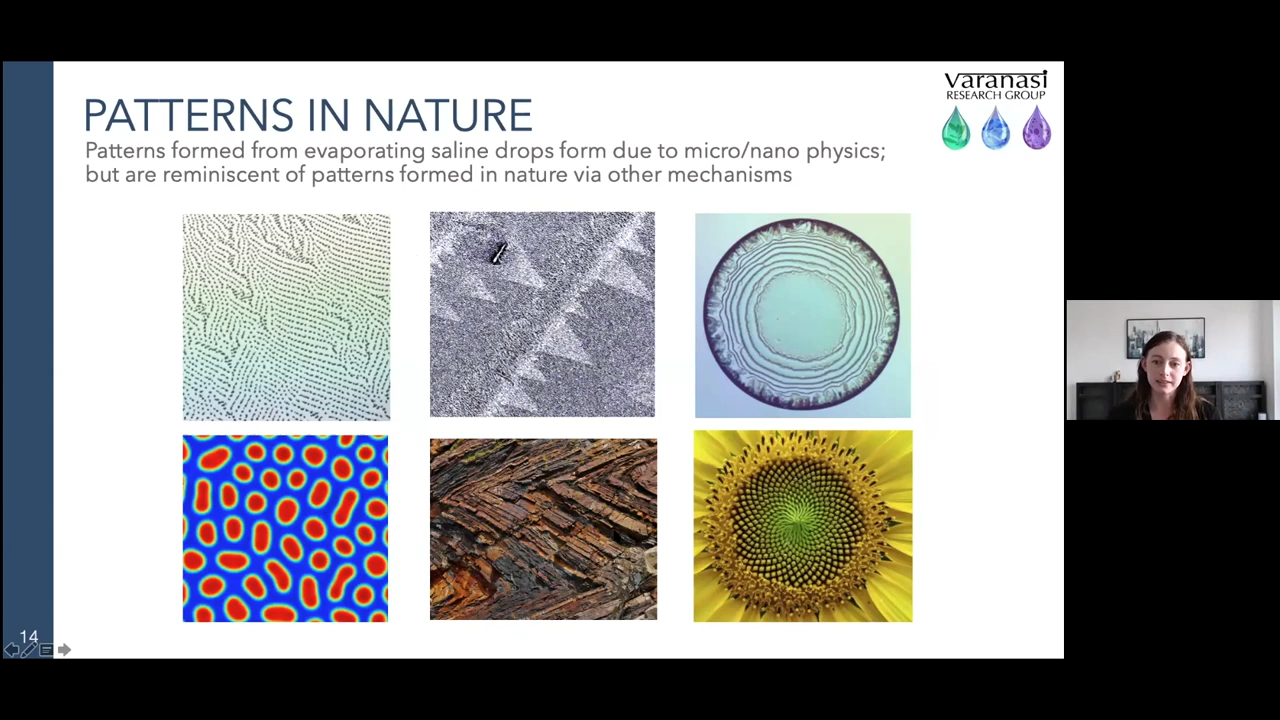 PATTERNS IN NATURE
Patterns formed from evaporating saline drops form due to micro/nano physics;
but are reminiscent of patterns formed in nature via other mechanisms
varanasi
RESEARCH GROUP
14